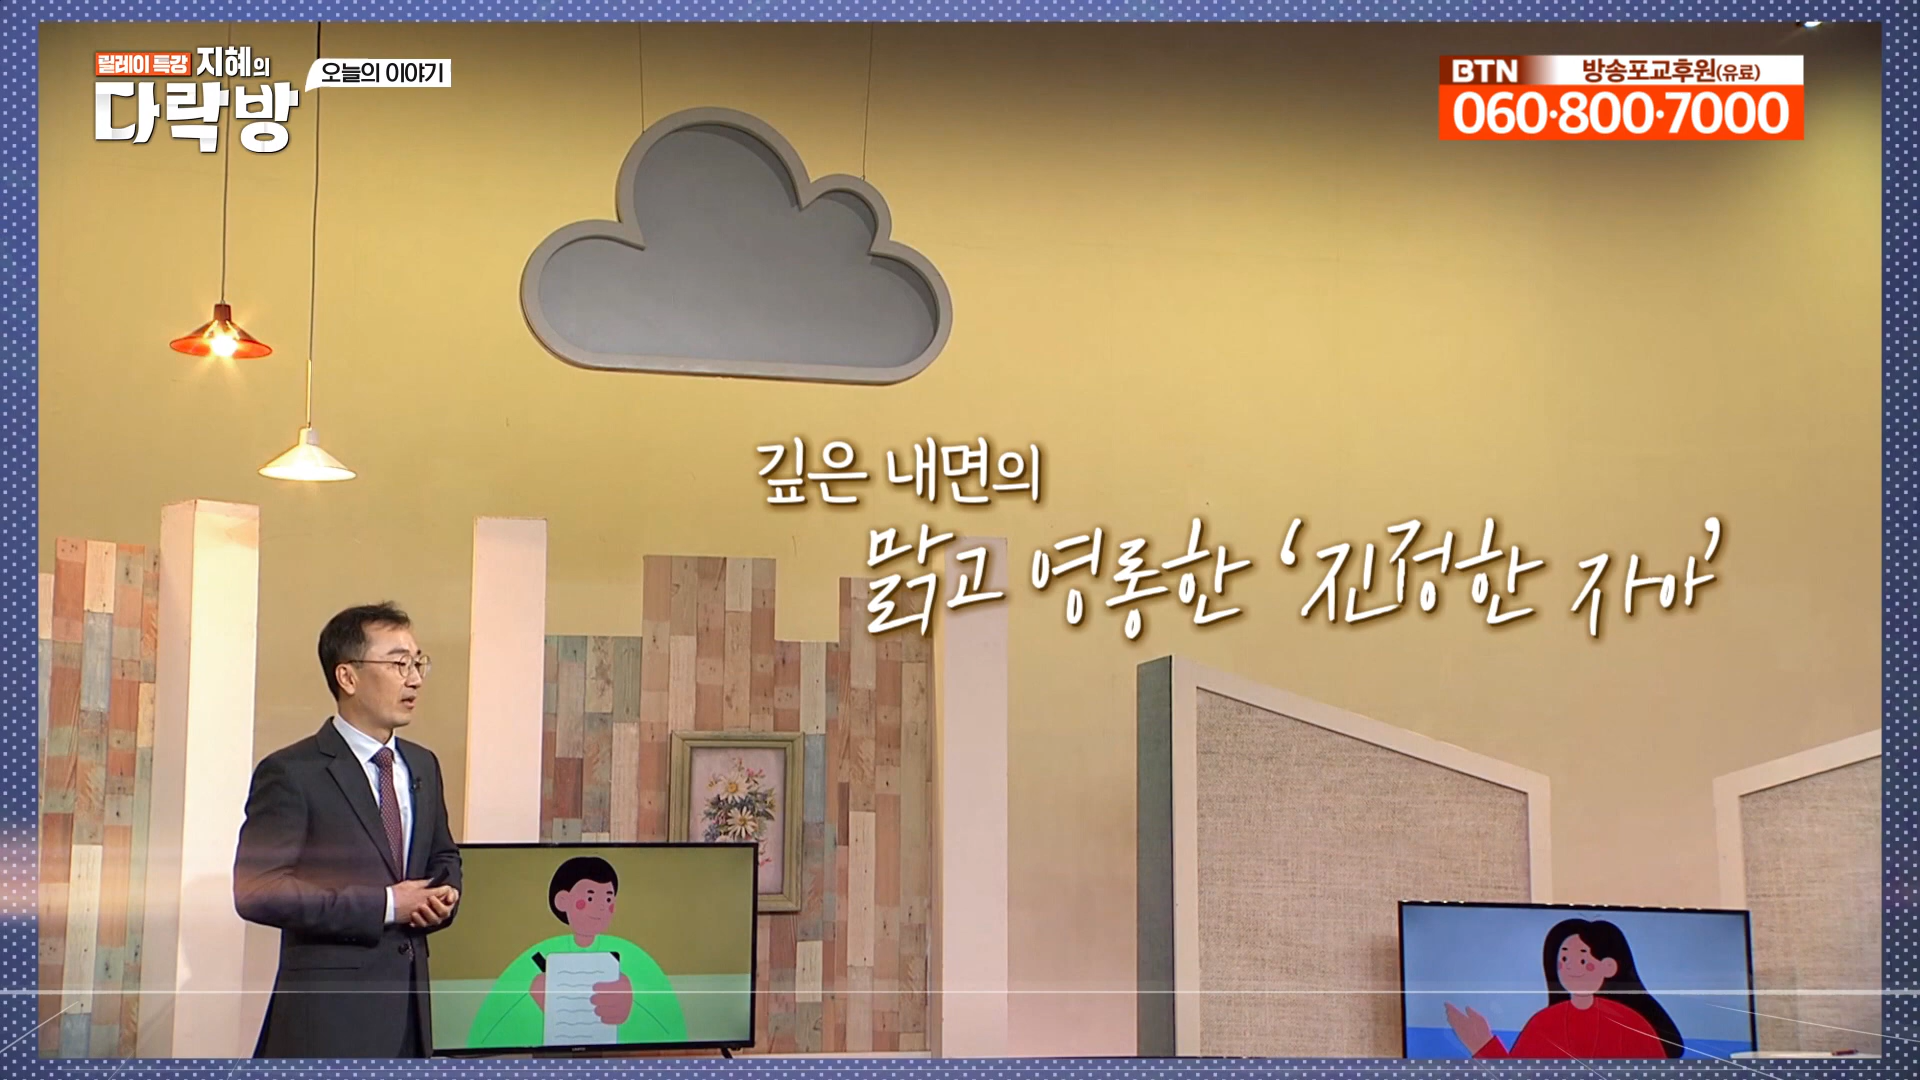 릴레이 특강 지혜의
다락방
오늘의 이야기
BTN 방송포교후원(유료)
060·800·7000
깊은 내면의
맑고 영롱한 ‘진정한 자아’